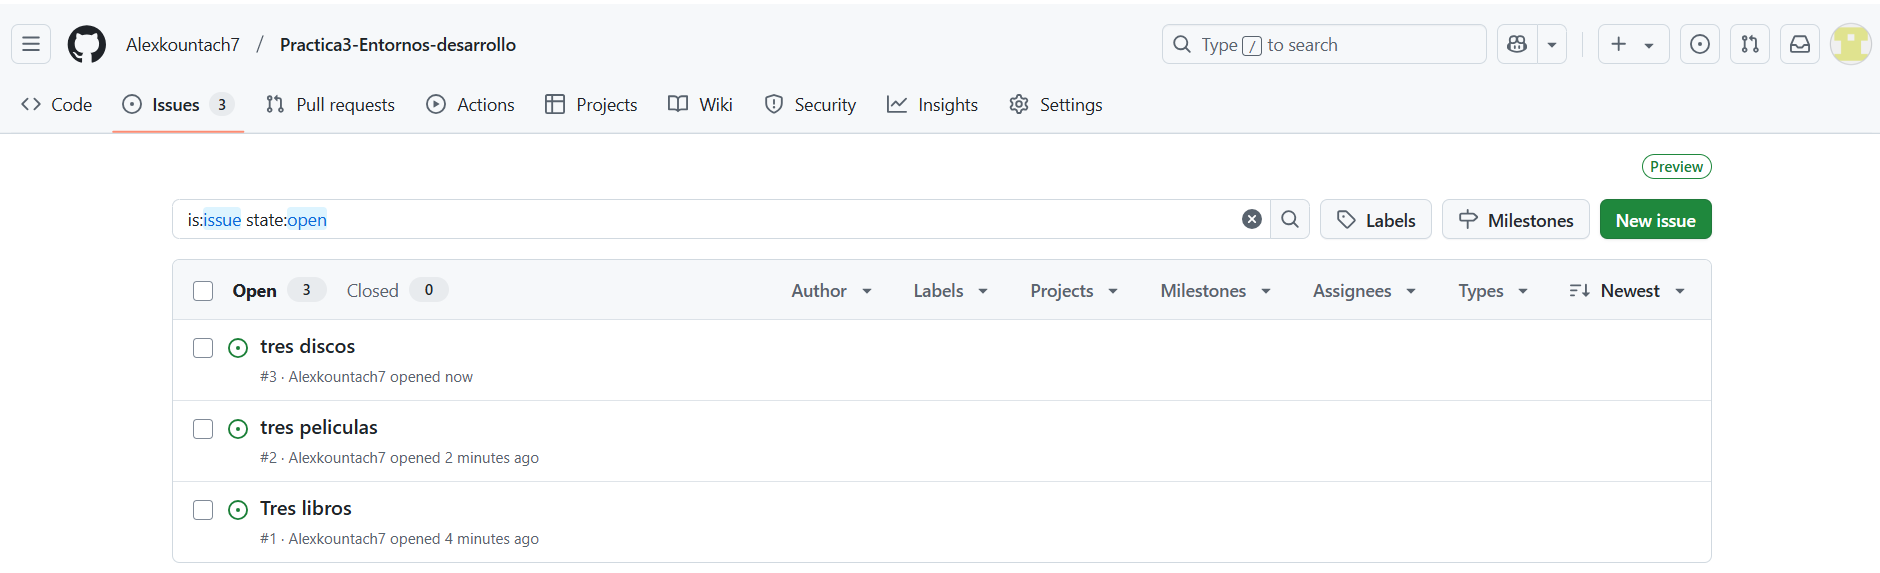 Alexkountach7 / Practica3-Entornos-desarrollo Type / to search
Code Issues 3 Pull requests Actions Projects Wiki Security Insights Settings
Preview
is:issue state:open Labels Milestones New issue
Open 3 Closed 0 Author Labels Projects Milestones Assignees Types Newest
tres discos
#3 · Alexkountach7 opened now
tres peliculas
#2 · Alexkountach7 opened 2 minutes ago
Tres libros
#1 · Alexkountach7 opened 4 minutes ago